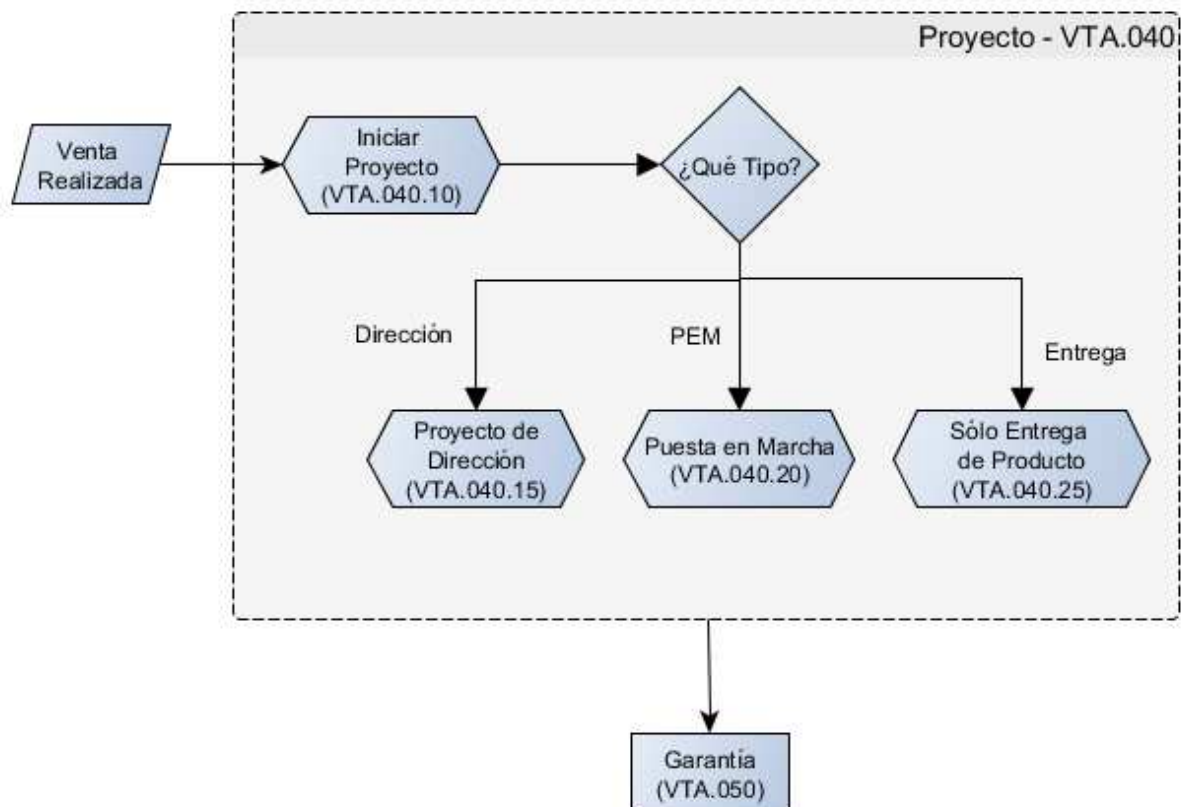 Proyecto - VTA.040
Venta
Realizada
Iniciar
Proyecto
(VTA.040.10)
¿Qué Tipo?
Dirección
PEM
Entrega
Proyecto de
Dirección
(VTA.040.15)
Puesta en Marcha
(VTA.040.20)
Sólo Entrega
de Producto
(VTA.040.25)
Garantía
(VTA.050)